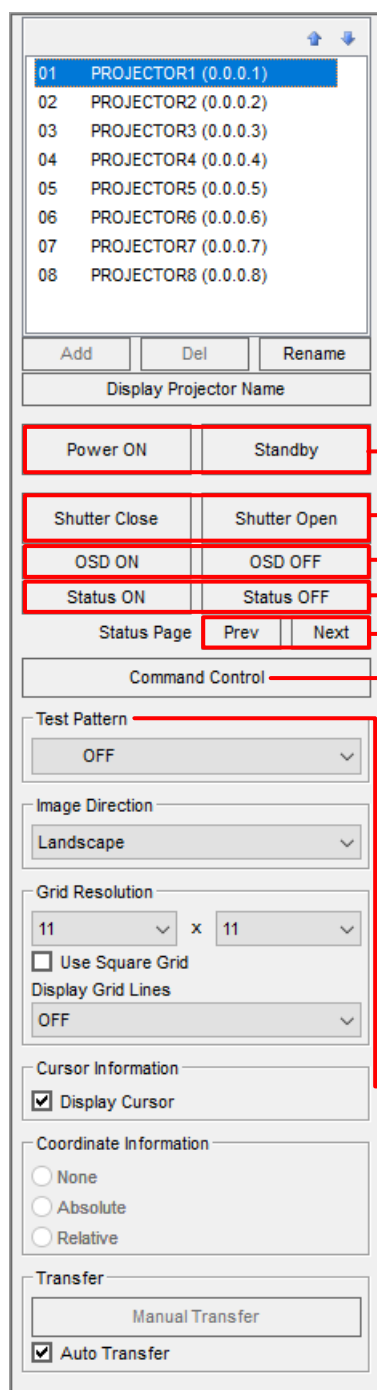 01 PROJECTOR1 (0.0.0.1)
02 PROJECTOR2 (0.0.0.2)
03 PROJECTOR3 (0.0.0.3)
04 PROJECTOR4 (0.0.0.4)
05 PROJECTOR5 (0.0.0.5)
06 PROJECTOR6 (0.0.0.6)
07 PROJECTOR7 (0.0.0.7)
08 PROJECTOR8 (0.0.0.8)
Add Del Rename
Display Projector Name
Power ON Standby
Shutter Close Shutter Open
OSD ON OSD OFF
Status ON Status OFF
Status Page Prev Next
Command Control
Test Pattern
OFF
Image Direction
Landscape
Grid Resolution
11 x 11
Use Square Grid
Display Grid Lines
OFF
Cursor Information
Display Cursor
Coordinate Information
None
Absolute
Relative
Transfer
Manual Transfer
Auto Transfer